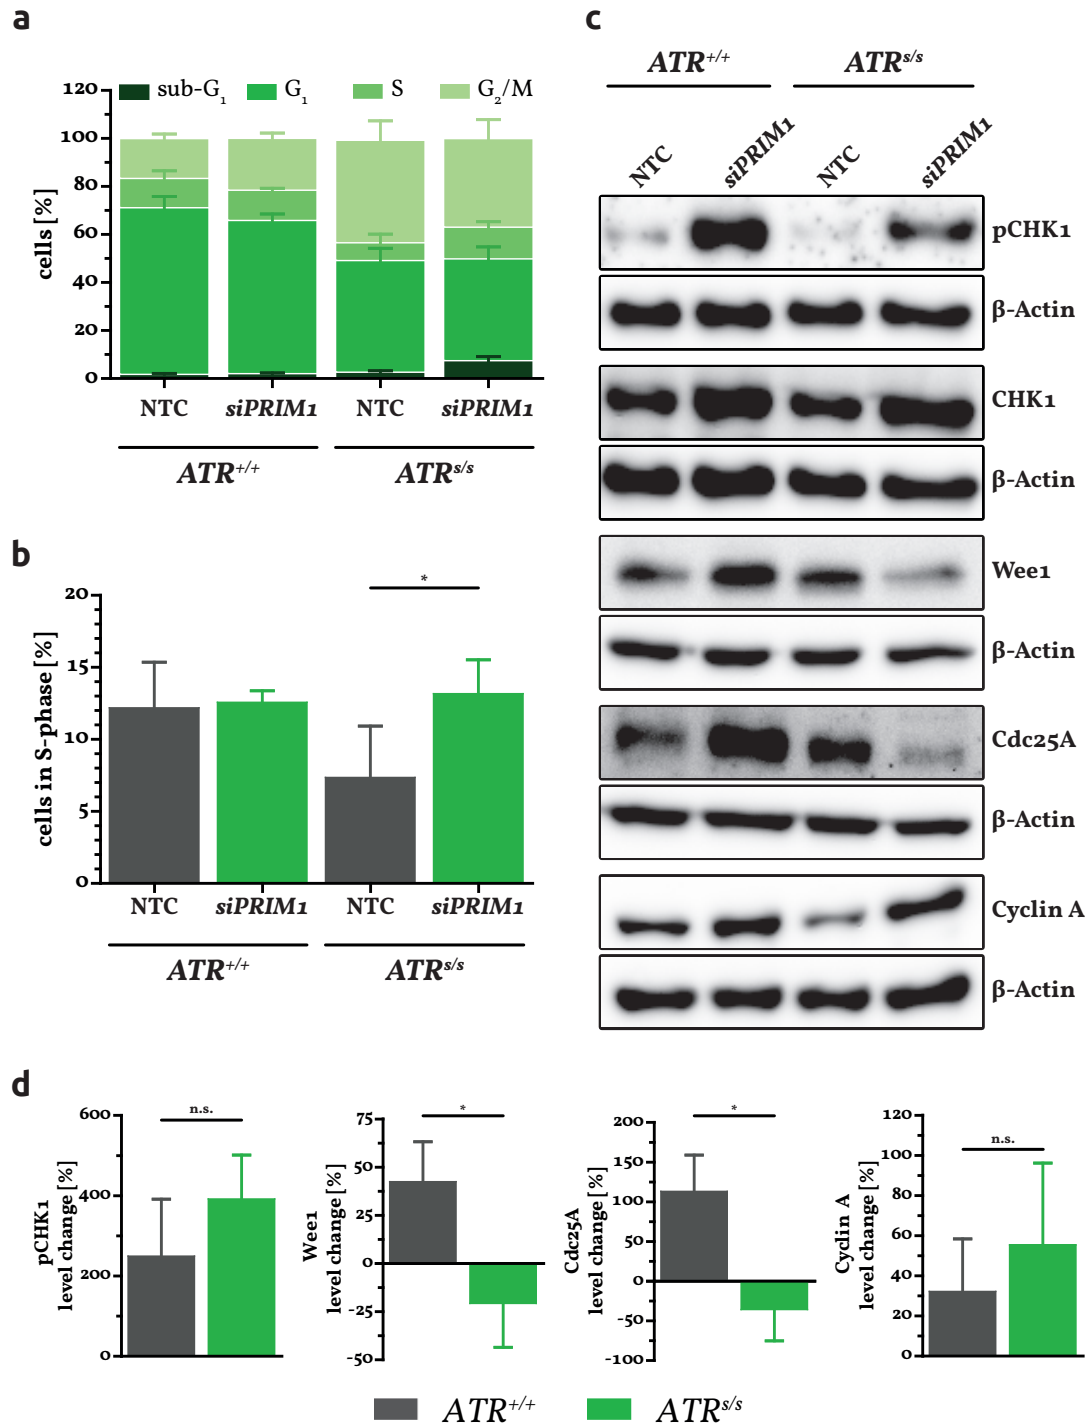 a
sub-G₁ G₁ S G₂/M
120
100
80
60
40
20
0
cells [%]
NTC siPRIM1 NTC siPRIM1
ATR+/+ ATRs/s
b
*
20
15
10
5
0
cells in S-phase [%]
NTC siPRIM1 NTC siPRIM1
ATR+/+ ATRs/s
c
ATR+/+ ATRs/s
NTC siPRIM1 NTC siPRIM1
pCHK1
β-Actin
CHK1
β-Actin
Wee1
β-Actin
Cdc25A
β-Actin
Cyclin A
β-Actin
d
n.s.
600
400
200
0
pCHK1
level change [%]
*
75
50
25
0
-25
-50
Wee1
level change [%]
*
200
150
100
50
0
-50
-100
Cdc25A
level change [%]
n.s.
120
100
80
60
40
20
0
Cyclin A
level change [%]
ATR+/+ ATRs/s